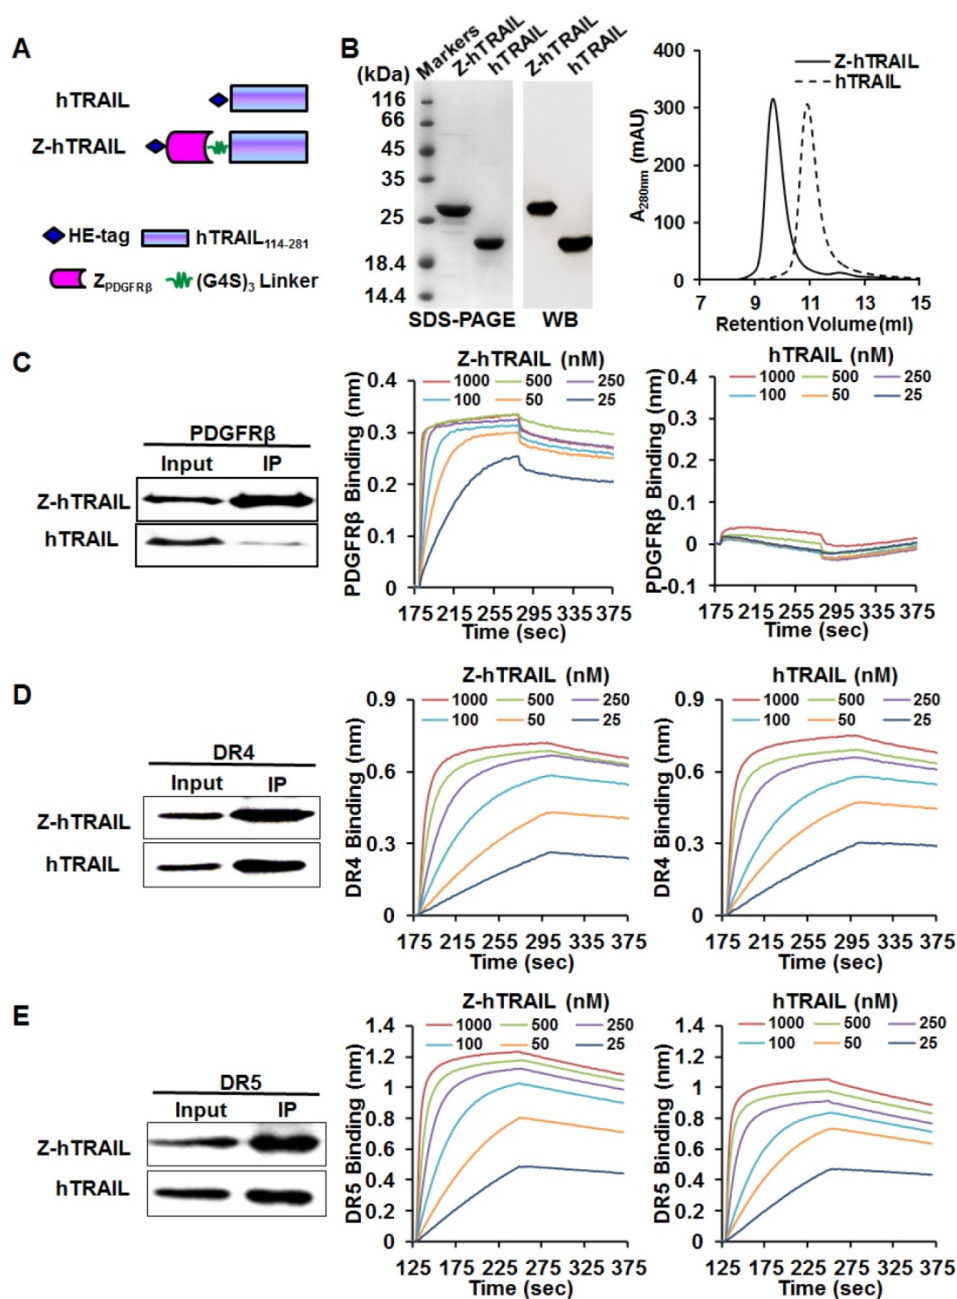 A
hTRAIL
Z-hTRAIL
HE-tag
hTRAIL114-281
ZPDGFRβ
(G4S)3 Linker
B
(kDa)
Markers
Z-hTRAIL
hTRAIL
Z-hTRAIL
hTRAIL
116
66
45
35
25
18.4
14.4
SDS-PAGE
WB
A280nm (mAU)
400
300
200
100
0
Z-hTRAIL
hTRAIL
7 9 11 13 15
Retention Volume (ml)
C
PDGFRβ
Input IP
Z-hTRAIL
hTRAIL
Z-hTRAIL (nM)
1000 500 250
100 50 25
PDGFRβ Binding (nm)
0.4
0.3
0.2
0.1
0
175 215 255 295 335 375
Time (sec)
hTRAIL (nM)
1000 500 250
100 50 25
PDGFRβ Binding (nm)
0.4
0.3
0.2
0.1
0
-0.1
175 215 255 295 335 375
Time (sec)
D
DR4
Input IP
Z-hTRAIL
hTRAIL
Z-hTRAIL (nM)
1000 500 250
100 50 25
DR4 Binding (nm)
0.9
0.6
0.3
0
175 215 255 295 335 375
Time (sec)
hTRAIL (nM)
1000 500 250
100 50 25
DR4 Binding (nm)
0.9
0.6
0.3
0
175 215 255 295 335 375
Time (sec)
E
DR5
Input IP
Z-hTRAIL
hTRAIL
Z-hTRAIL (nM)
1000 500 250
100 50 25
DR5 Binding (nm)
1.4
1.2
1
0.8
0.6
0.4
0.2
0
125 175 225 275 325 375
Time (sec)
hTRAIL (nM)
1000 500 250
100 50 25
DR5 Binding (nm)
1.4
1.2
1
0.8
0.6
0.4
0.2
0
125 175 225 275 325 375
Time (sec)